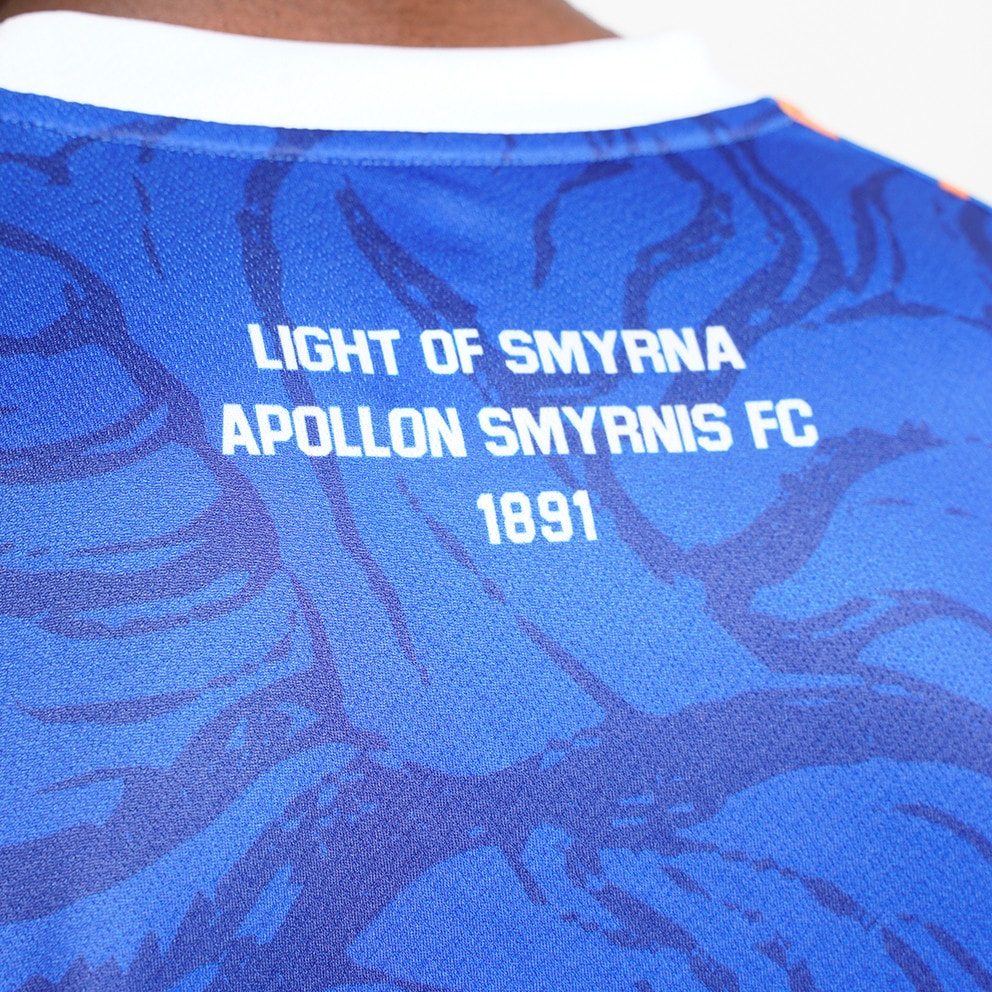 LIGHT OF SMYRNA
APOLLON SMYRNIS FC
1891